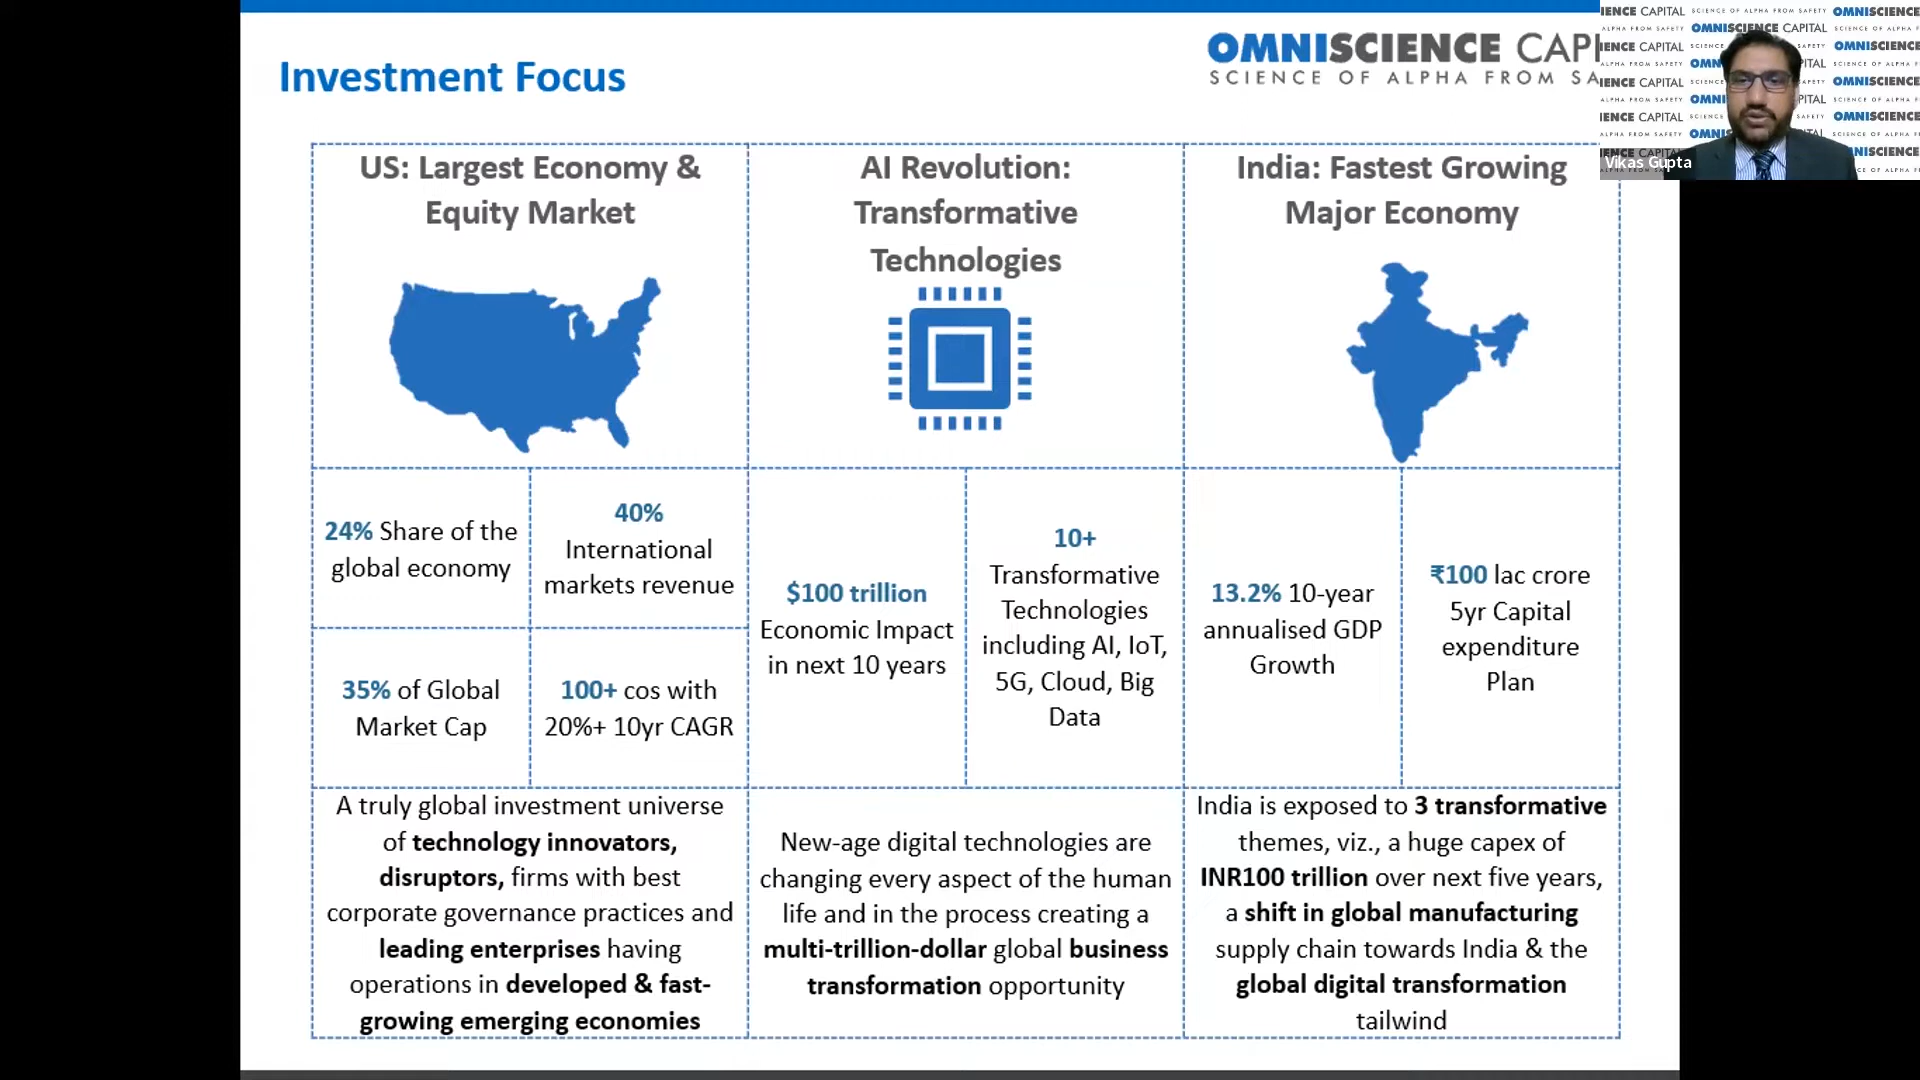 Investment Focus
OMNISCIENCE CAPI
SCIENCE OF ALPHA FROM SA
Vikas Gupta
US: Largest Economy &
Equity Market
AI Revolution:
Transformative
Technologies
India: Fastest Growing
Major Economy
24% Share of the
global economy
40%
International
markets revenue
35% of Global
Market Cap
100+ cos with
20%+ 10yr CAGR
$100 trillion
Economic Impact
in next 10 years
10+
Transformative
Technologies
including AI, IoT,
5G, Cloud, Big
Data
13.2% 10-year
annualised GDP
Growth
₹100 lac crore
5yr Capital
expenditure
Plan
A truly global investment universe
of technology innovators,
disruptors, firms with best
corporate governance practices and
leading enterprises having
operations in developed & fast-
growing emerging economies
New-age digital technologies are
changing every aspect of the human
life and in the process creating a
multi-trillion-dollar global business
transformation opportunity
India is exposed to 3 transformative
themes, viz., a huge capex of
INR100 trillion over next five years,
a shift in global manufacturing
supply chain towards India & the
global digital transformation
tailwind